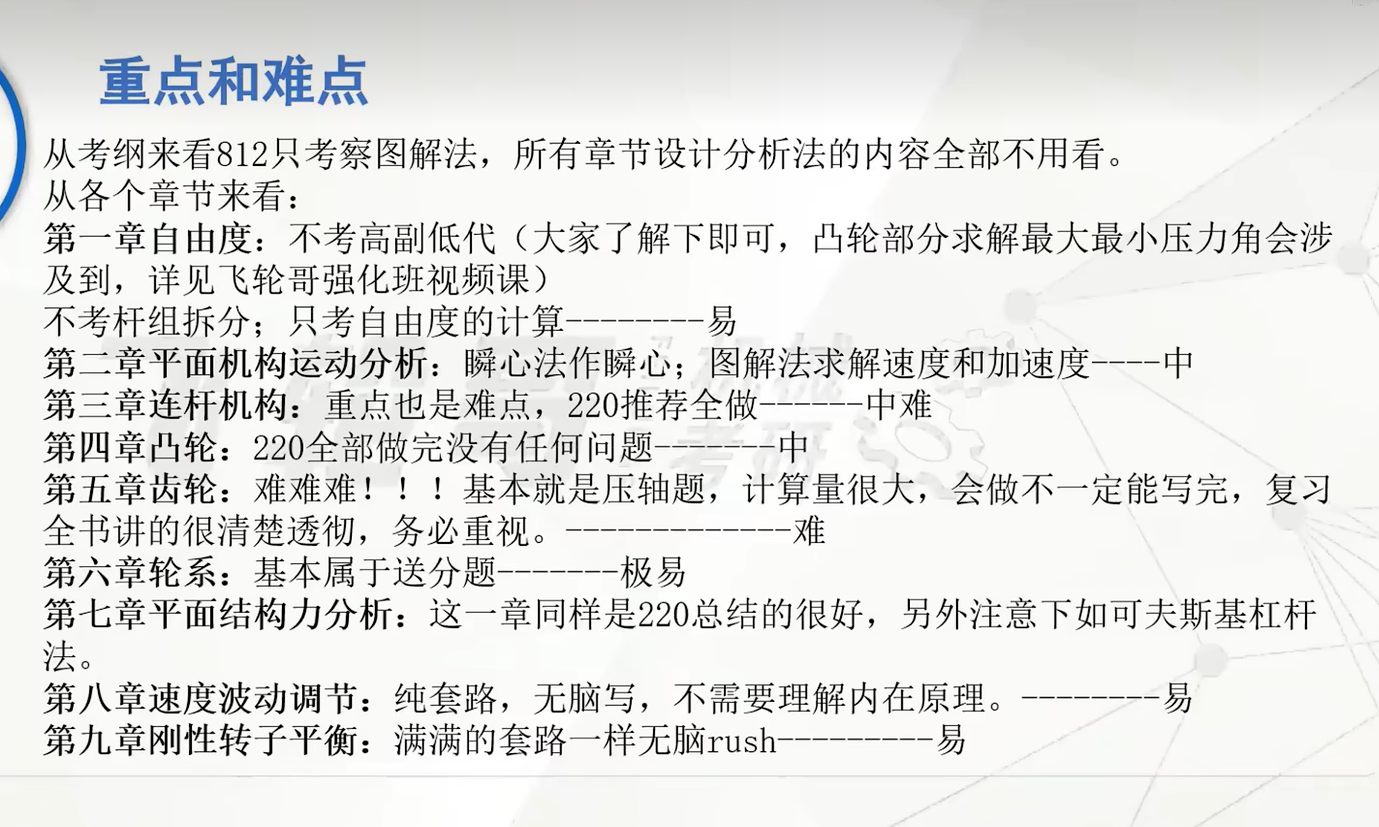 重点和难点
从考纲来看812只考察图解法，所有章节设计分析法的内容全部不用看。
从各个章节来看：
第一章自由度：不考高副低代（大家了解下即可，凸轮部分求解最大最小压力角会涉
及到，详见飞轮哥强化班视频课）
不考杆组拆分；只考自由度的计算--------易
第二章平面机构运动分析：瞬心法作瞬心；图解法求解速度和加速度----中
第三章连杆机构：重点也是难点，220推荐全做------中难
第四章凸轮：220全部做完没有任何问题-------中
第五章齿轮：难难难！！！基本就是压轴题，计算量很大，会做不一定能写完，复习
全书讲的很清楚透彻，务必重视。-------------难
第六章轮系：基本属于送分题-------极易
第七章平面结构力分析：这一章同样是220总结的很好，另外注意下如可夫斯基杠杆
法。
第八章速度波动调节：纯套路，无脑写，不需要理解内在原理。--------易
第九章刚性转子平衡：满满的套路一样无脑rush---------易